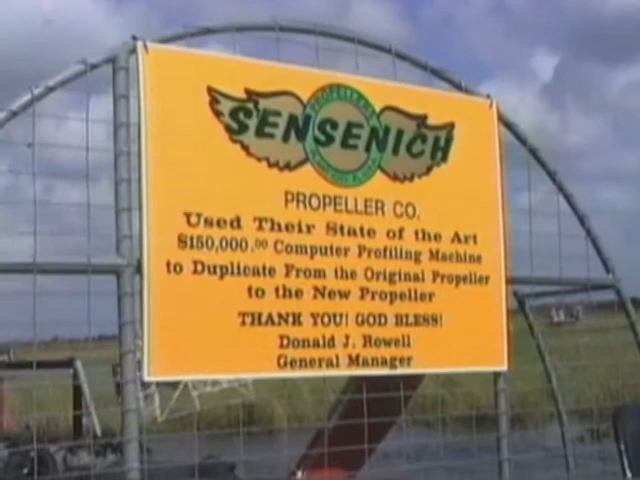 PROPELLERS
SENSENICH
PROPELLER CO.
Used Their State of the Art
$150,000.00 Computer Profiling Machine
to Duplicate From the Original Propeller
to the New Propeller
THANK YOU! GOD BLESS!
Donald J. Rowell
General Manager